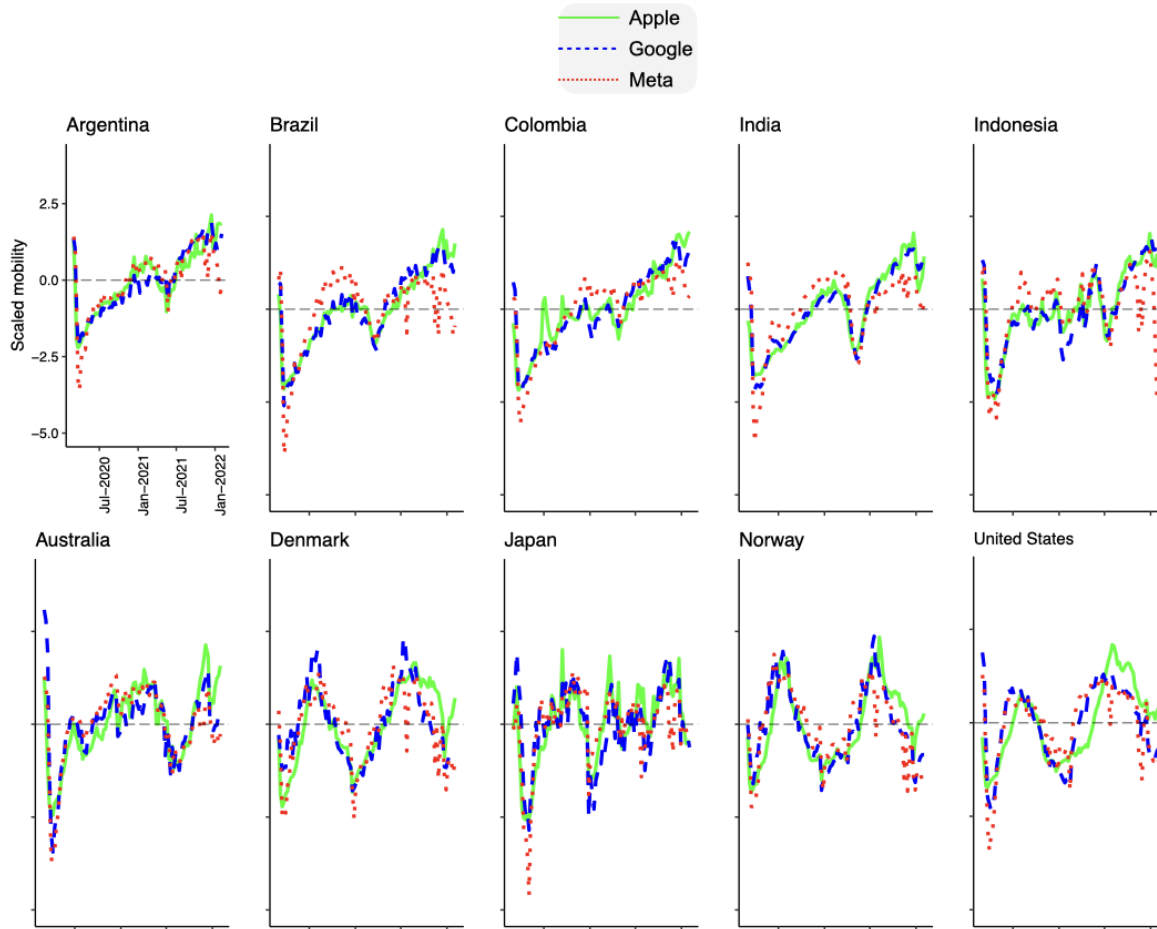 Apple
Google
Meta
Argentina
Brazil
Colombia
India
Indonesia
Scaled mobility
2.5
0.0
−2.5
−5.0
Jul−2020
Jan−2021
Jul−2021
Jan−2022
Australia
Denmark
Japan
Norway
United States